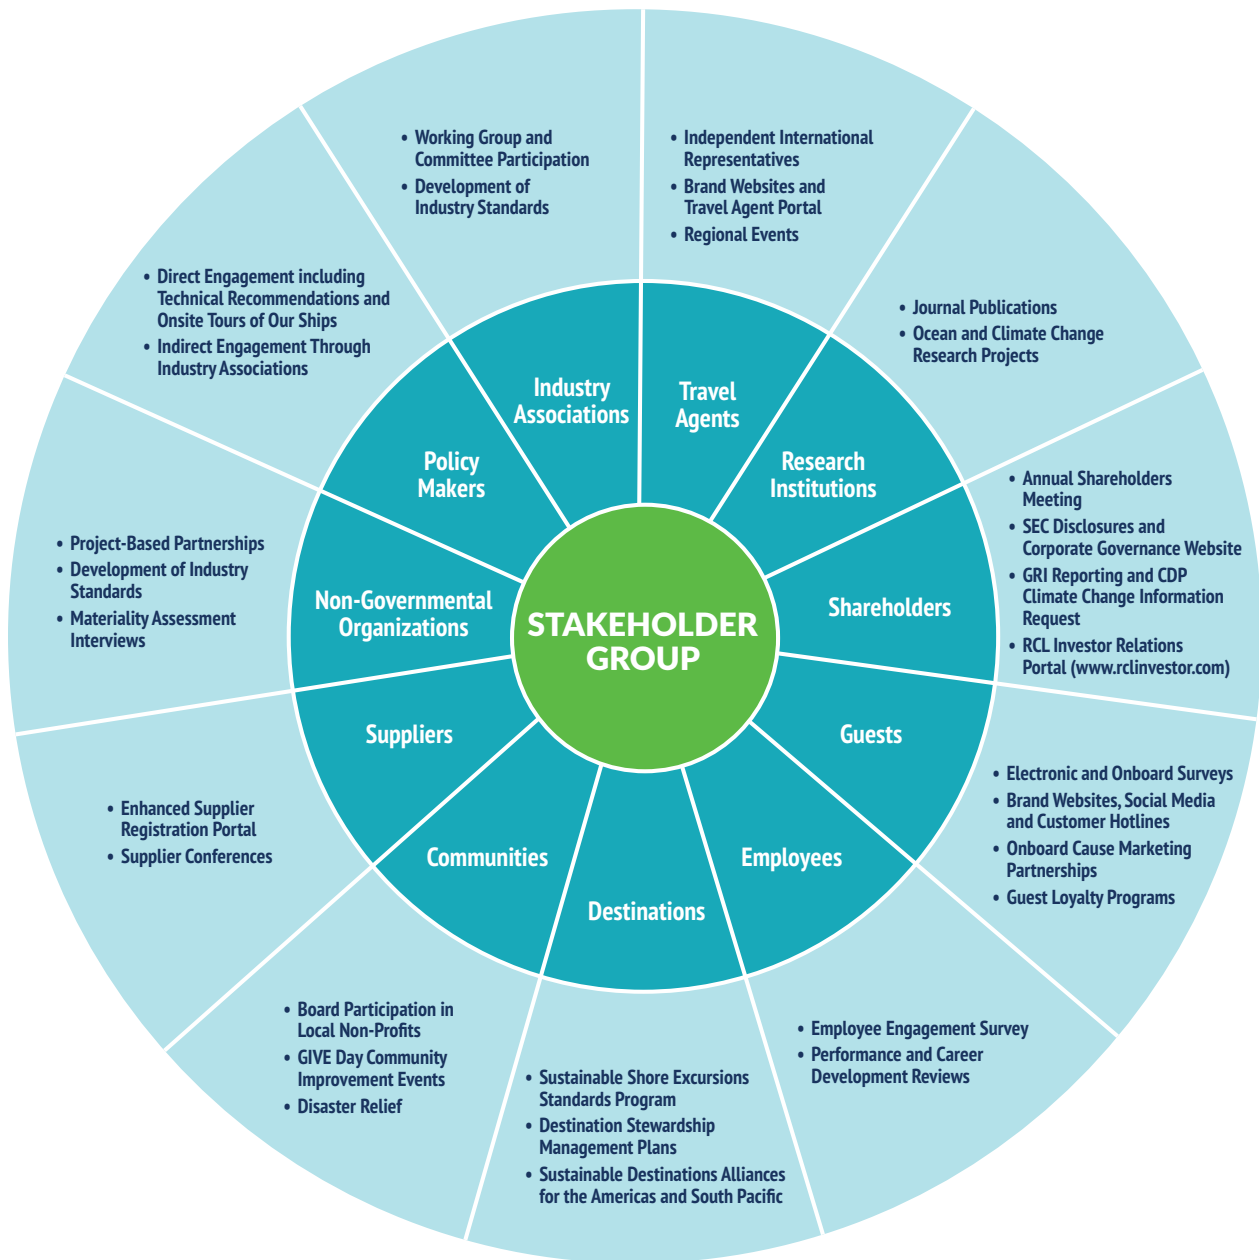 STAKEHOLDER
GROUP
Industry
Associations
• Working Group and
Committee Participation
• Development of
Industry Standards
Travel
Agents
• Independent International
Representatives
• Brand Websites and
Travel Agent Portal
• Regional Events
Research
Institutions
• Journal Publications
• Ocean and Climate Change
Research Projects
Shareholders
• Annual Shareholders
Meeting
• SEC Disclosures and
Corporate Governance Website
• GRI Reporting and CDP
Climate Change Information
Request
• RCL Investor Relations
Portal (www.rclinvestor.com)
Guests
• Electronic and Onboard Surveys
• Brand Websites, Social Media
and Customer Hotlines
• Onboard Cause Marketing
Partnerships
• Guest Loyalty Programs
Employees
• Employee Engagement Survey
• Performance and Career
Development Reviews
Destinations
• Sustainable Shore Excursions
Standards Program
• Destination Stewardship
Management Plans
• Sustainable Destinations Alliances
for the Americas and South Pacific
Communities
• Board Participation in
Local Non-Profits
• GIVE Day Community
Improvement Events
• Disaster Relief
Suppliers
• Enhanced Supplier
Registration Portal
• Supplier Conferences
Non-Governmental
Organizations
• Project-Based Partnerships
• Development of Industry
Standards
• Materiality Assessment
Interviews
Policy
Makers
• Direct Engagement including
Technical Recommendations and
Onsite Tours of Our Ships
• Indirect Engagement Through
Industry Associations